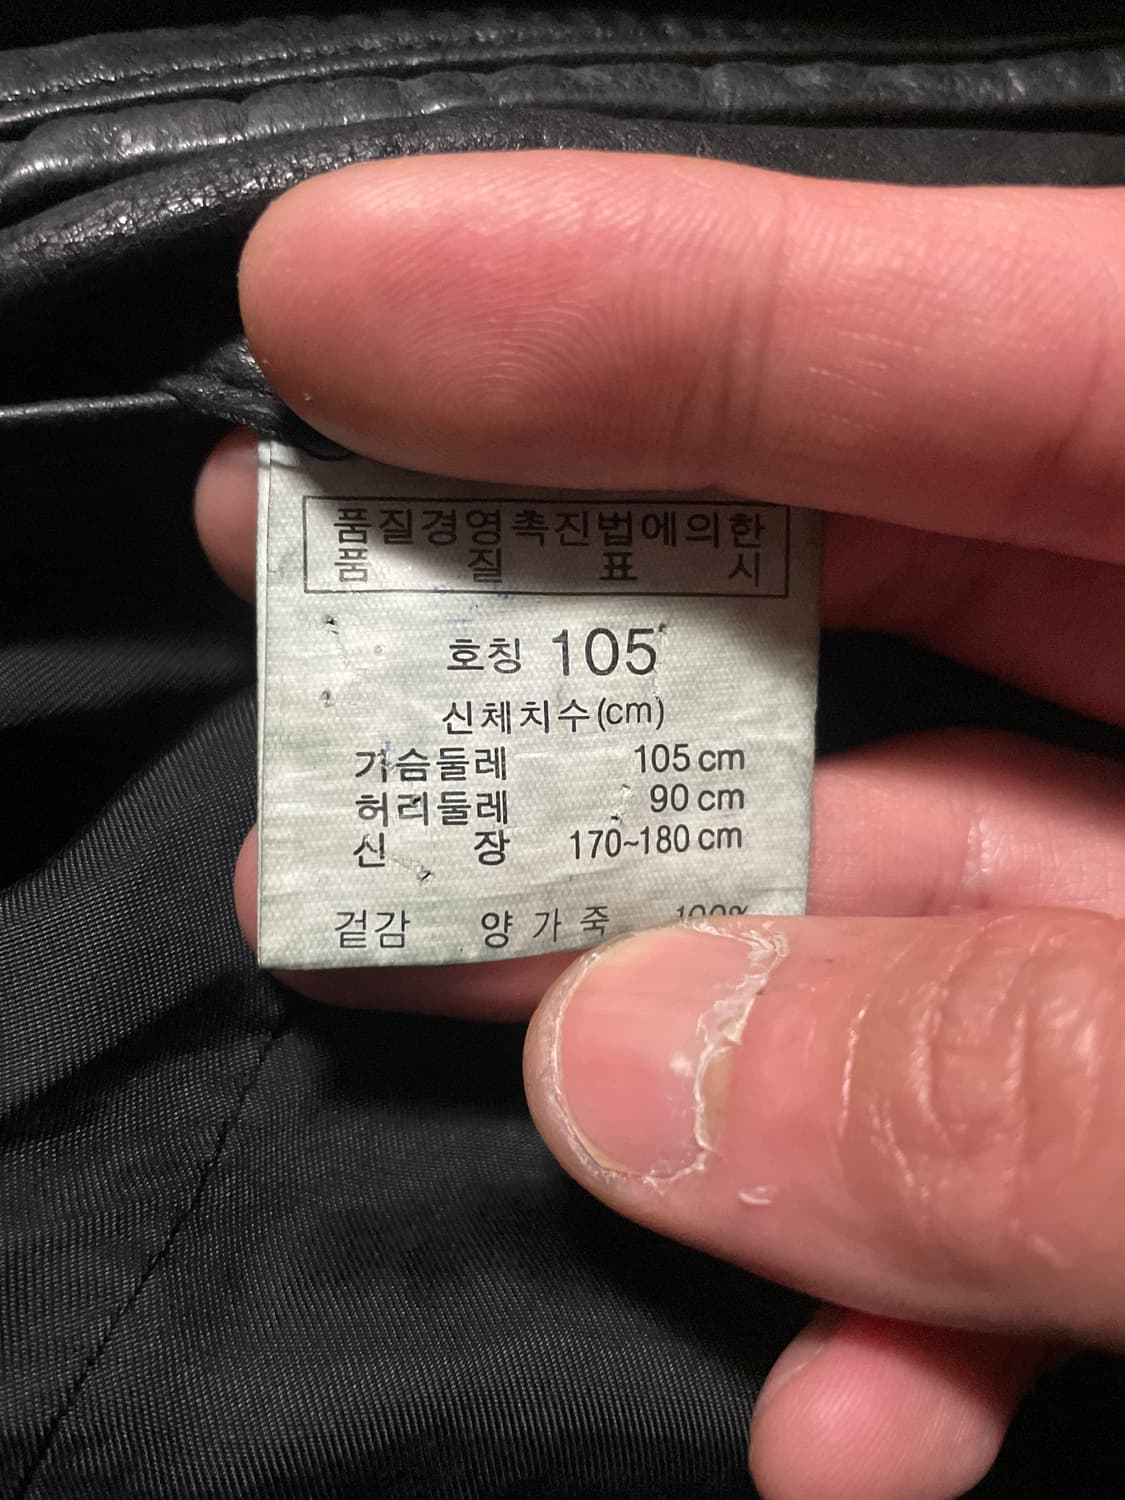 품질경영촉진법에의한
품 질 표 시
호칭 105
신체치수(cm)
가슴둘레 105 cm
허리둘레 90 cm
신 장 170~180 cm
겉감 양 가 죽 100%